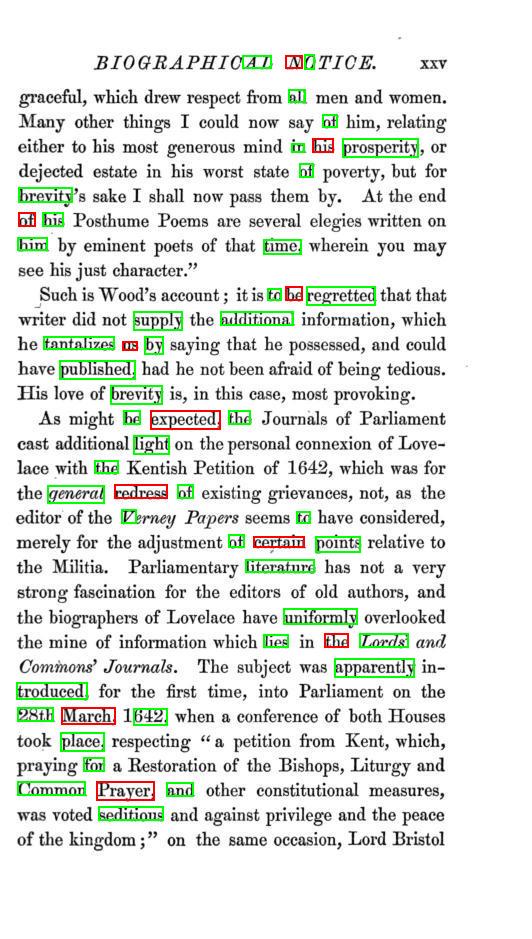 BIOGRAPHICAL NOTICE. xxv
graceful, which drew respect from all men and women.
Many other things I could now say of him, relating
either to his most generous mind in his prosperity, or
dejected estate in his worst state of poverty, but for
brevity's sake I shall now pass them by. At the end
of his Posthume Poems are several elegies written on
him by eminent poets of that time, wherein you may
see his just character."
Such is Wood's account; it is to be regretted that that
writer did not supply the additional information, which
he tantalizes us by saying that he possessed, and could
have published, had he not been afraid of being tedious.
His love of brevity is, in this case, most provoking.
As might be expected, the Journals of Parliament
cast additional light on the personal connexion of Love-
lace with the Kentish Petition of 1642, which was for
the general redress of existing grievances, not, as the
editor of the Verney Papers seems to have considered,
merely for the adjustment of certain points relative to
the Militia. Parliamentary literature has not a very
strong fascination for the editors of old authors, and
the biographers of Lovelace have uniformly overlooked
the mine of information which lies in the Lords' and
Commons' Journals. The subject was apparently in-
troduced, for the first time, into Parliament on the
28th March, 1642, when a conference of both Houses
took place, respecting "a petition from Kent, which,
praying for a Restoration of the Bishops, Liturgy and
Common Prayer, and other constitutional measures,
was voted seditious and against privilege and the peace
of the kingdom;" on the same occasion, Lord Bristol